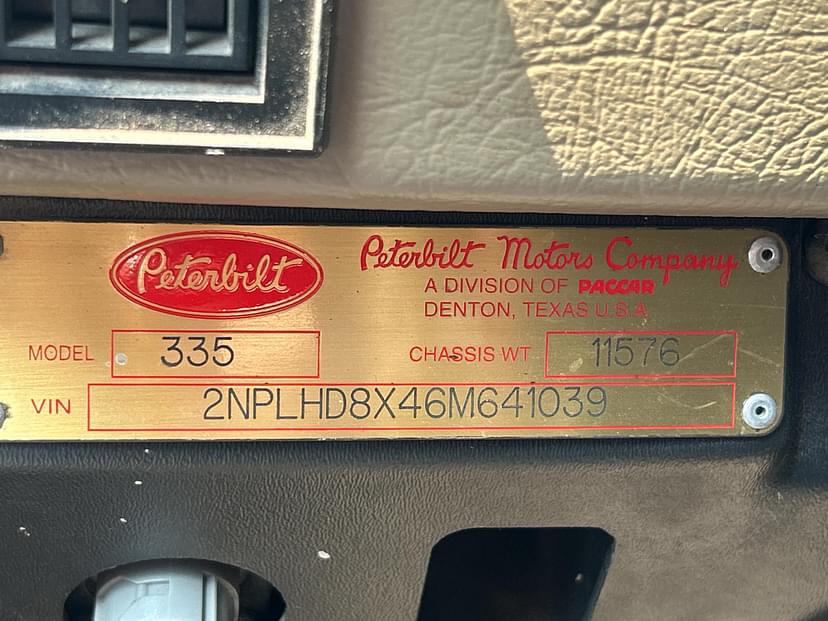 Peterbilt
Peterbilt Motors Company
A DIVISION OF PACCAR
DENTON, TEXAS U.S.A
MODEL 335 CHASSIS WT 11576
VIN 2NPLHD8X46M641039